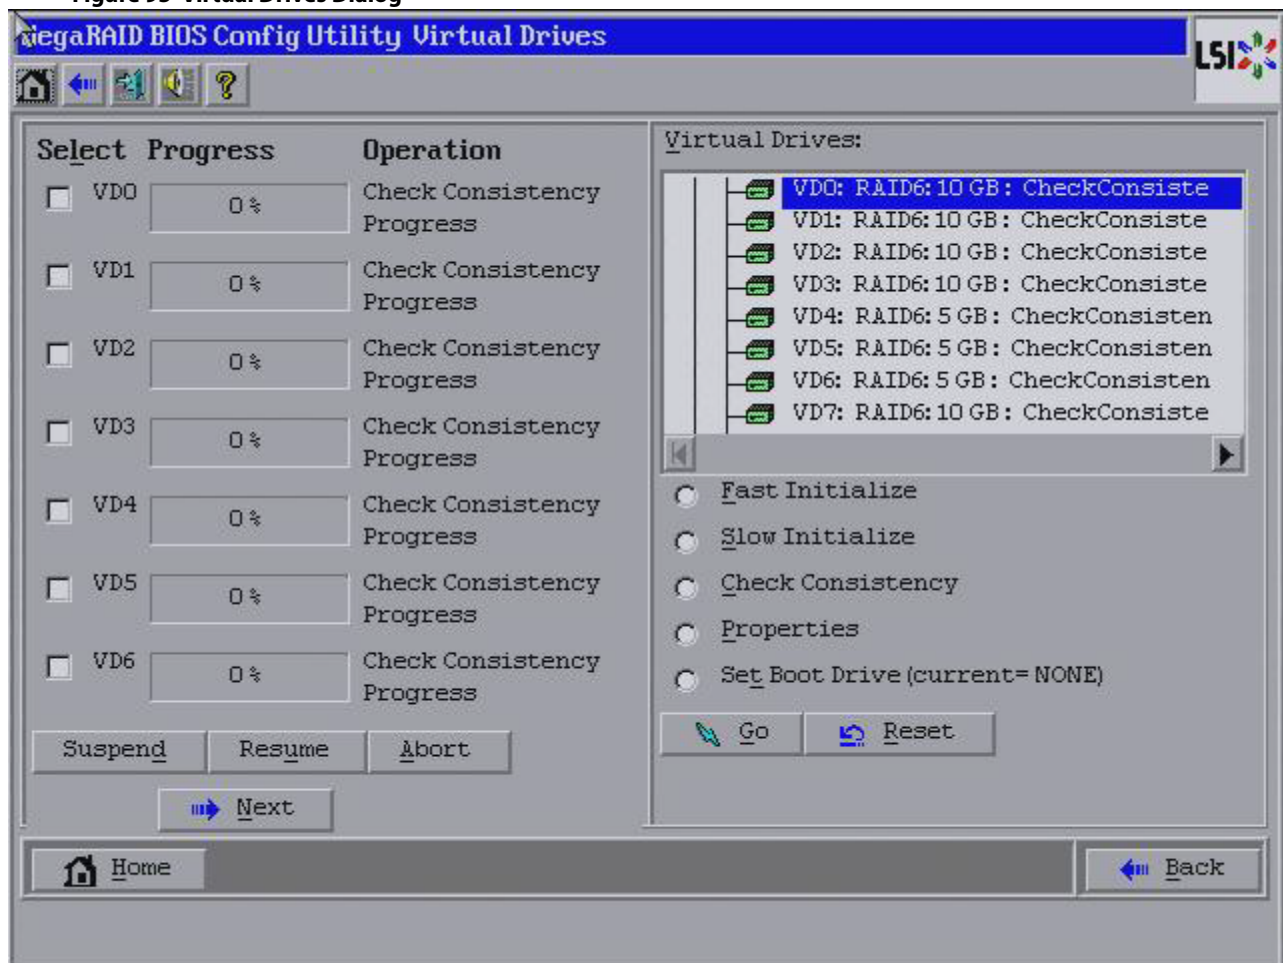 Figure 95 Virtual Drives Dialog
MegaRAID BIOS Config Utility Virtual Drives
LSI
Select Progress Operation
VD0 0% Check Consistency
Progress
VD1 0% Check Consistency
Progress
VD2 0% Check Consistency
Progress
VD3 0% Check Consistency
Progress
VD4 0% Check Consistency
Progress
VD5 0% Check Consistency
Progress
VD6 0% Check Consistency
Progress
Suspend Resume Abort
Next
Virtual Drives:
VD0: RAID6: 10 GB: CheckConsiste
VD1: RAID6: 10 GB: CheckConsiste
VD2: RAID6: 10 GB: CheckConsiste
VD3: RAID6: 10 GB: CheckConsiste
VD4: RAID6: 5 GB: CheckConsisten
VD5: RAID6: 5 GB: CheckConsisten
VD6: RAID6: 5 GB: CheckConsisten
VD7: RAID6: 10 GB: CheckConsiste
Fast Initialize
Slow Initialize
Check Consistency
Properties
Set Boot Drive (current= NONE)
Go Reset
Home Back